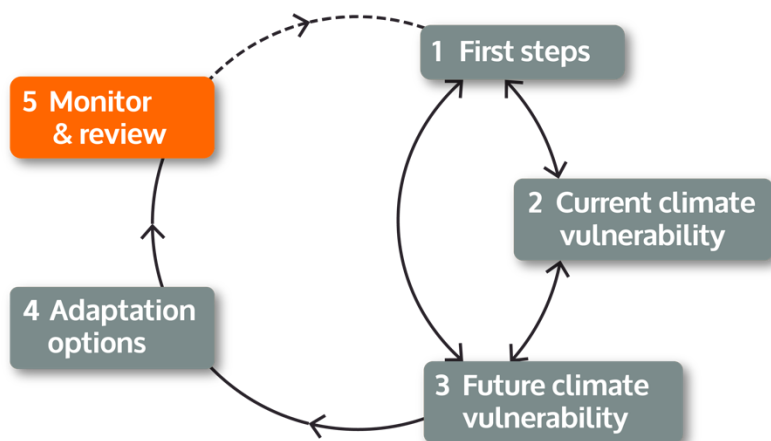 1 First steps
2 Current climate
vulnerability
3 Future climate
vulnerability
4 Adaptation
options
5 Monitor
& review